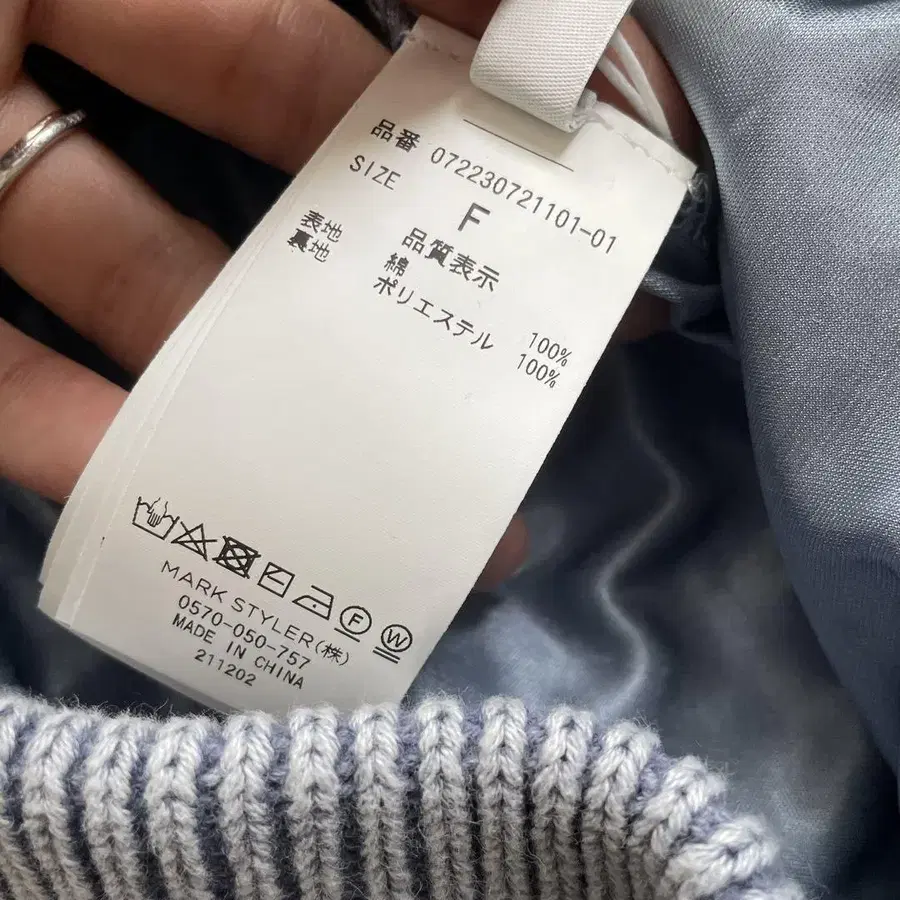 品番 072230721101-01
SIZE F
品質表示
表地 綿 100%
裏地 ポリエステル 100%
F W
MARK STYLER(株)
0570-050-757
MADE IN CHINA
211202